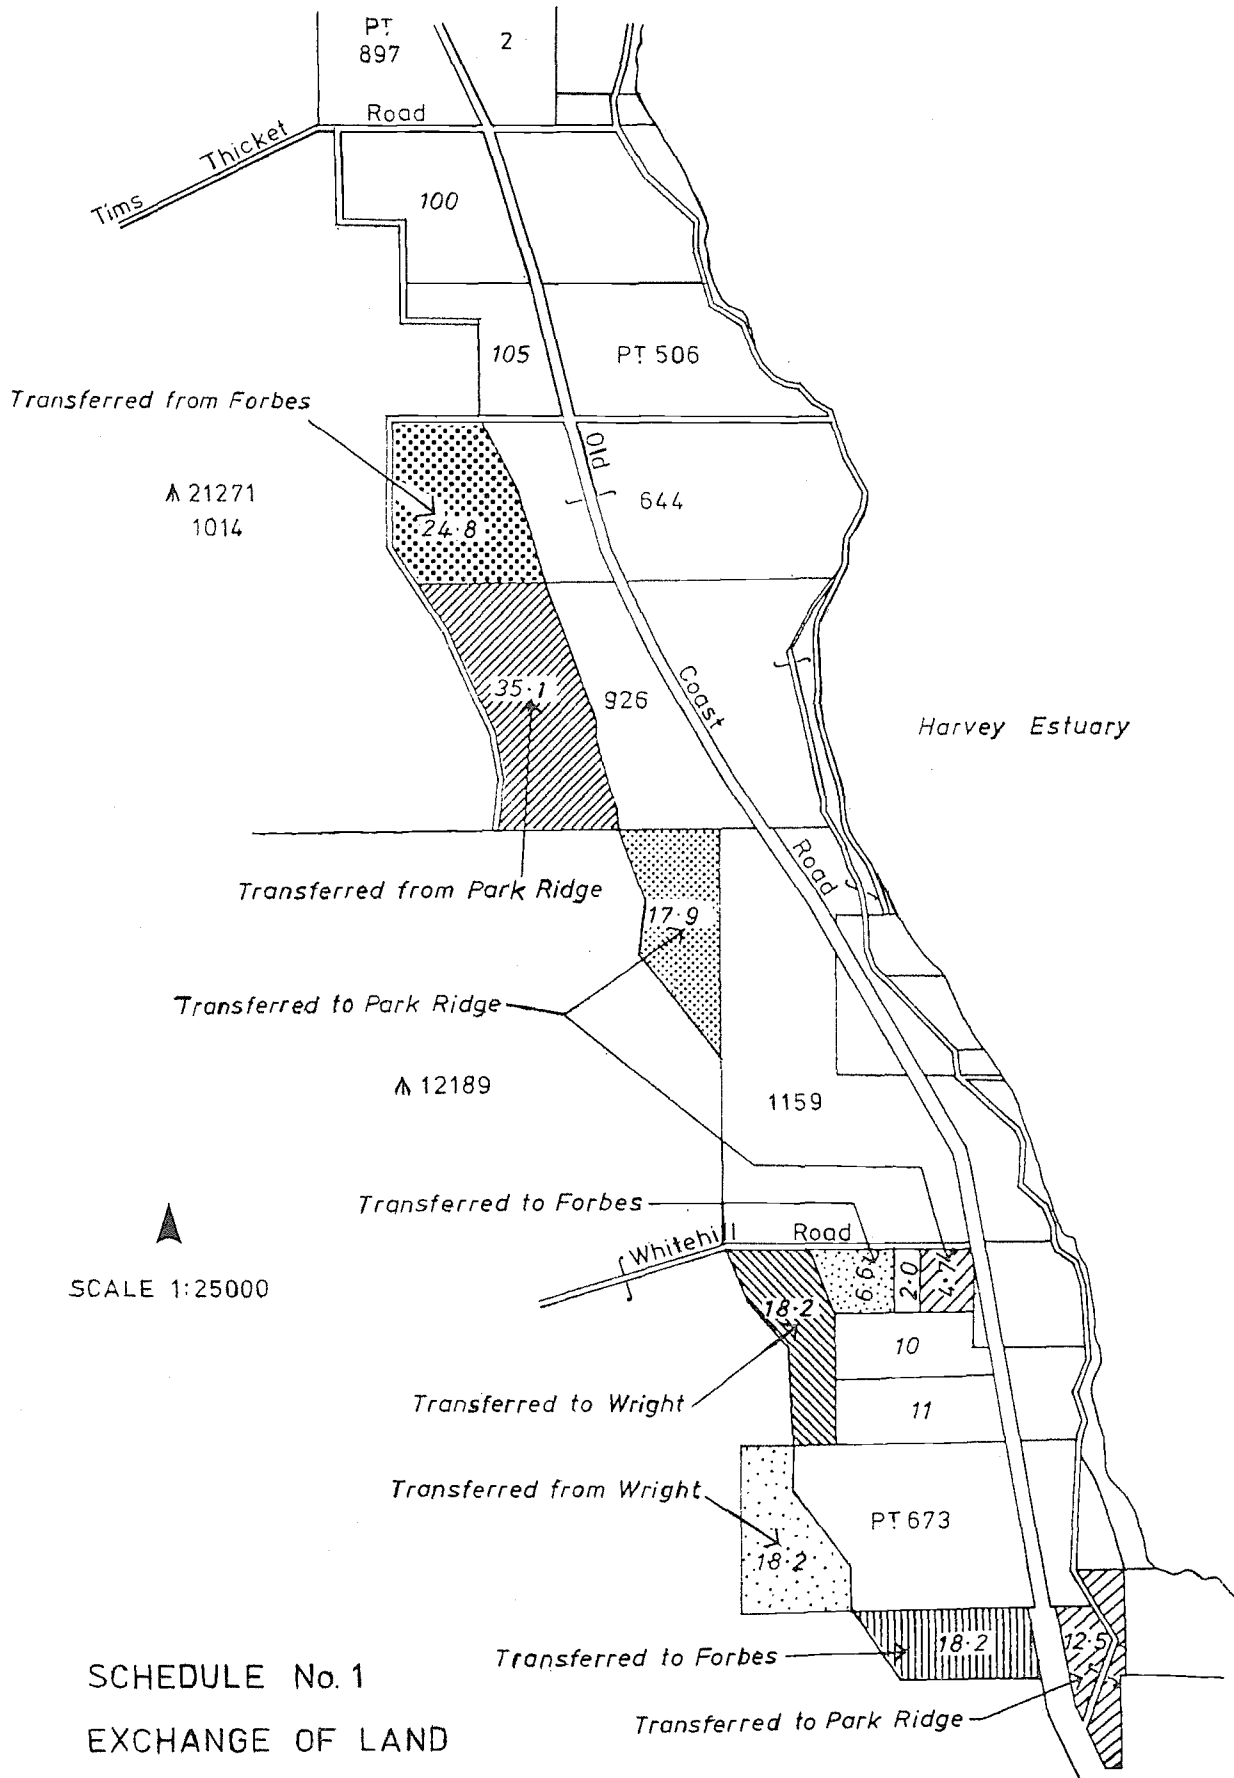 PT
897
2
Road
Thicket
Tims
100
105
PT 506
Transferred from Forbes
Old
21271
1014
24·8
644
35·1
926
Coast
Harvey Estuary
Road
Transferred from Park Ridge
17·9
Transferred to Park Ridge
12189
1159
Transferred to Forbes
Road
Whitehill
SCALE 1:25000
6·6
2·0
4·7
18·2
10
Transferred to Wright
11
Transferred from Wright
PT 673
18·2
18·2
12·5
Transferred to Forbes
SCHEDULE No. 1
Transferred to Park Ridge
EXCHANGE OF LAND